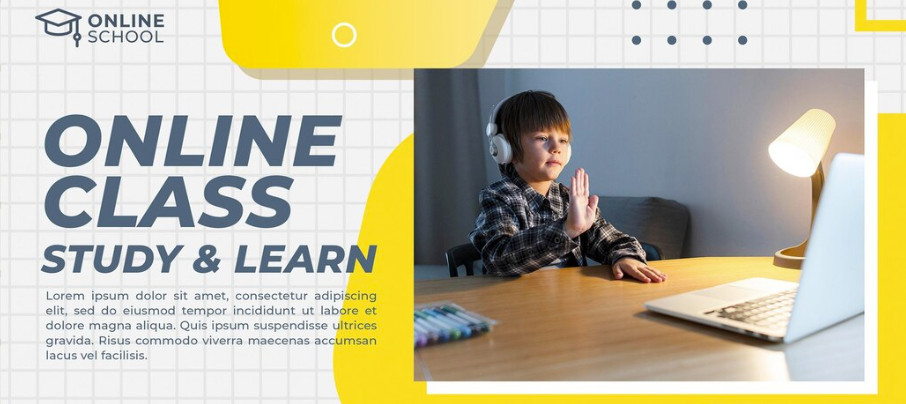 ONLINE
SCHOOL
ONLINE
CLASS
STUDY & LEARN
Lorem ipsum dolor sit amet, consectetur adipiscing
elit, sed do eiusmod tempor incididunt ut labore et
dolore magna aliqua. Quis ipsum suspendisse ultrices
gravida. Risus commodo viverra maecenas accumsan
lacus vel facilisis.